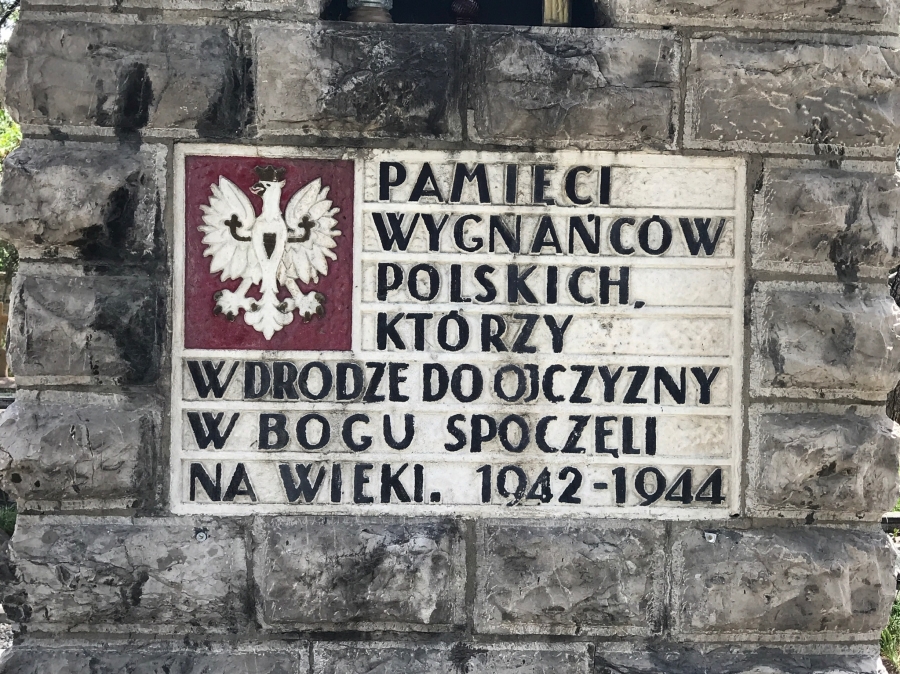 PAMIĘCI
WYGNAŃCÓW
POLSKICH,
KTÓRZY
W DRODZE DO OJCZYZNY
W BOGU SPOCZĘLI
NA WIEKI. 1942-1944